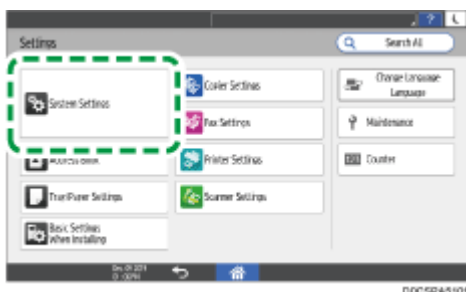 Settings
Search All
System Settings
Copier Settings
Change Language
Language
Fax Settings
Maintenance
Address Book
Printer Settings
Counter
Tray/Paper Settings
Scanner Settings
Basic Settings
When Installing